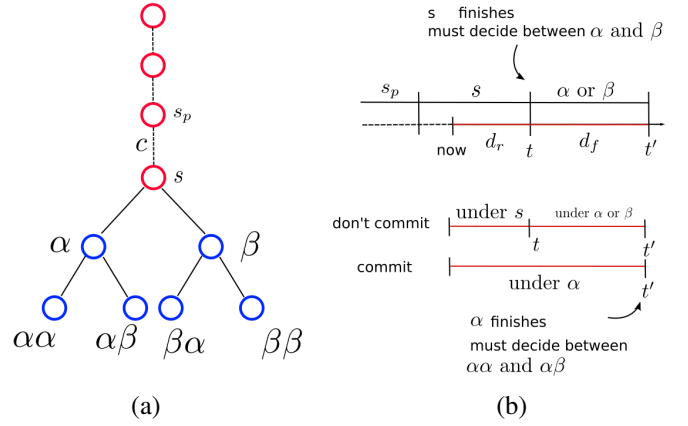 s_p
c
s
α
β
αα
αβ
βα
ββ
(a)
s finishes
must decide between α and β
s_p
s
α or β
now
d_r
t
d_f
t'
don't commit
under s
under α or β
t
t'
commit
under α
t'
α finishes
must decide between
αα and αβ
(b)